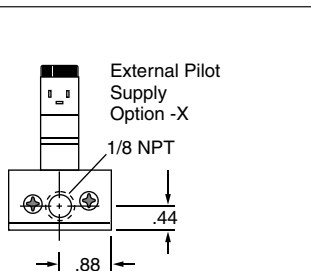 External Pilot
Supply
Option -X
1/8 NPT
.44
.88